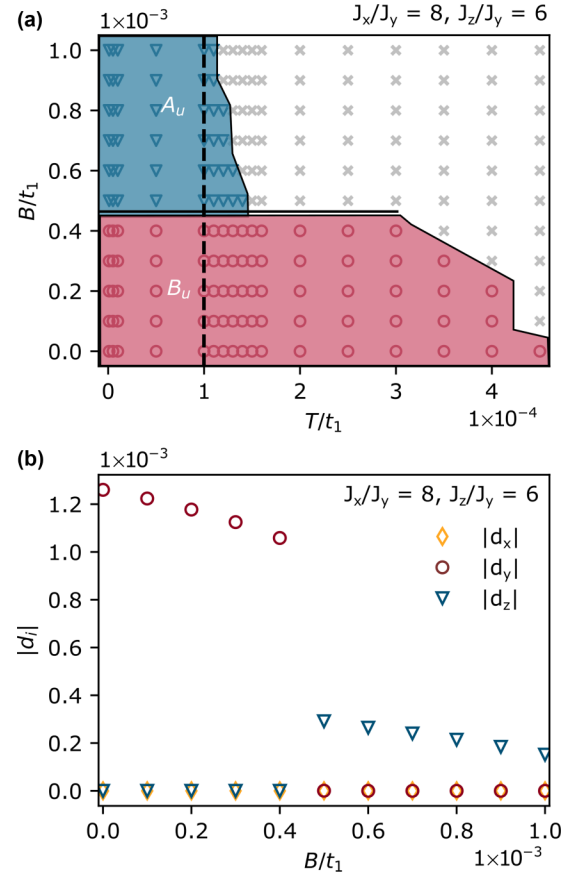 (a)
1×10⁻³
J_x/J_y = 8, J_z/J_y = 6
1.0
0.8
0.6
0.4
0.2
0.0
B/t₁
A_u
B_u
0 1 2 3 4
T/t₁
1×10⁻⁴
(b)
1×10⁻³
J_x/J_y = 8, J_z/J_y = 6
|d_x|
|d_y|
|d_z|
1.2
1.0
0.8
0.6
0.4
0.2
0.0
|d_i|
0.0 0.2 0.4 0.6 0.8 1.0
B/t₁
1×10⁻³